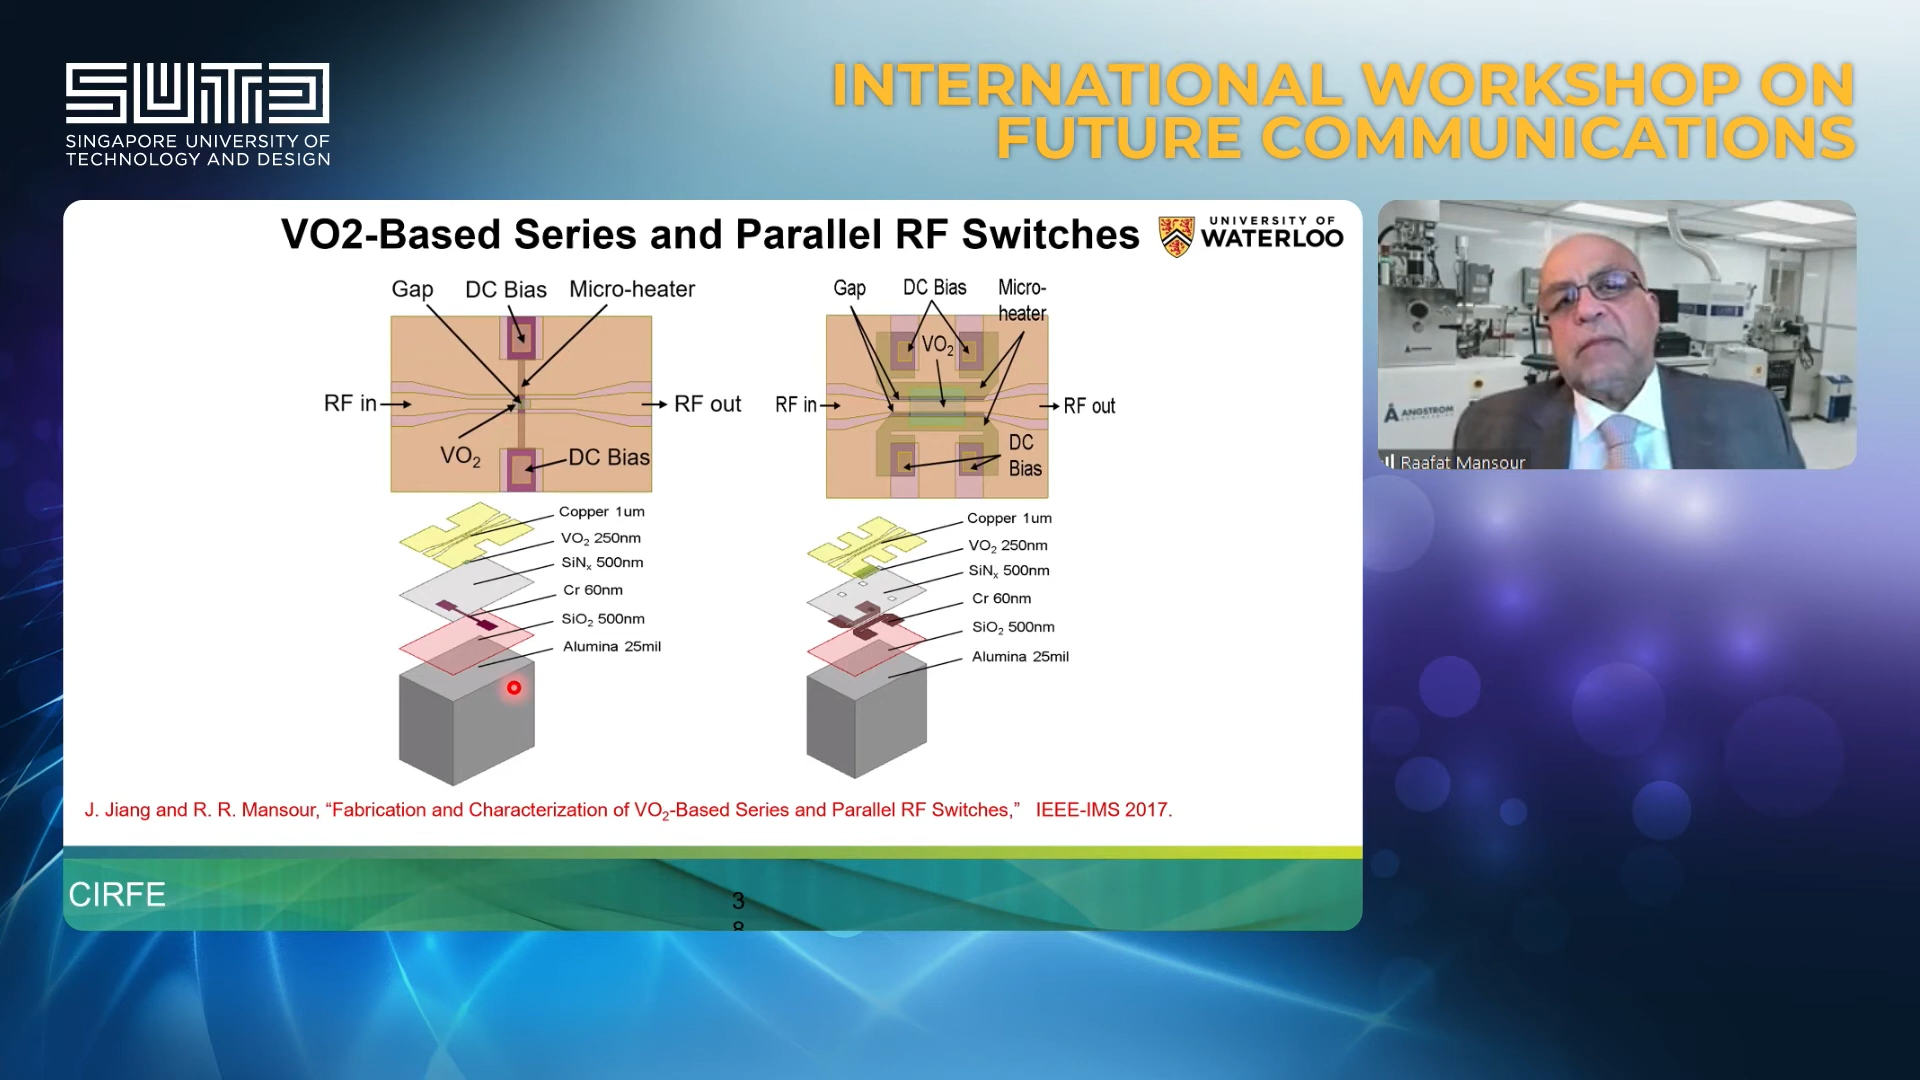 SUTD
SINGAPORE UNIVERSITY OF
TECHNOLOGY AND DESIGN
INTERNATIONAL WORKSHOP ON
FUTURE COMMUNICATIONS
VO2-Based Series and Parallel RF Switches
UNIVERSITY OF
WATERLOO
Gap
DC Bias
Micro-heater
RF in
RF out
VO₂
DC Bias
Copper 1um
VO₂ 250nm
SiNₓ 500nm
Cr 60nm
SiO₂ 500nm
Alumina 25mil
Gap
DC Bias
Micro-
heater
VO₂
RF in
RF out
DC
Bias
Copper 1um
VO₂ 250nm
SiNₓ 500nm
Cr 60nm
SiO₂ 500nm
Alumina 25mil
J. Jiang and R. R. Mansour, “Fabrication and Characterization of VO₂-Based Series and Parallel RF Switches,” IEEE-IMS 2017.
CIRFE
3
8
ANGSTROM
Raafat Mansour